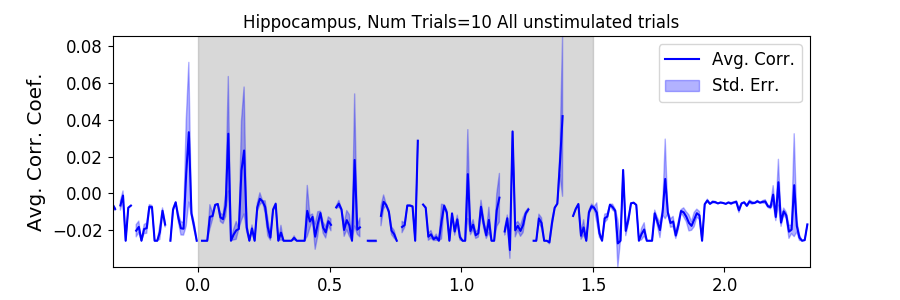 Hippocampus, Num Trials=10 All unstimulated trials
Avg. Corr. Coef.
0.08
0.06
0.04
0.02
0.00
−0.02
Avg. Corr.
Std. Err.
0.0 0.5 1.0 1.5 2.0